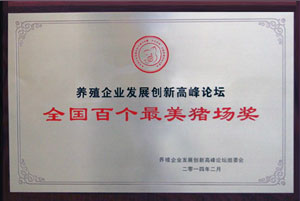 养殖企业发展创新高峰论坛
全国百个最美猪场奖
养殖企业发展创新高峰论坛组委会
二零一四年二月